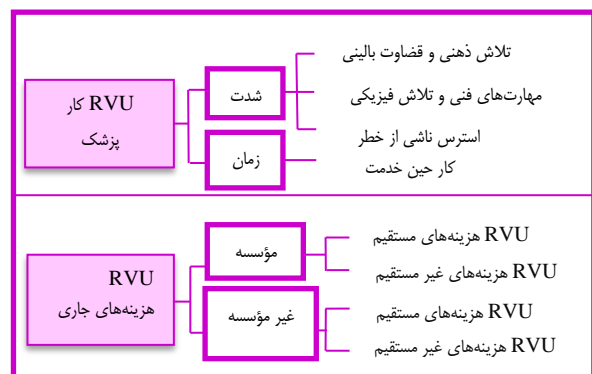 RVU کار
پزشک
شدت
تلاش ذهنی و قضاوت بالینی
مهارت‌های فنی و تلاش فیزیکی
استرس ناشی از خطر
زمان
کار حین خدمت
RVU
هزینه‌های جاری
مؤسسه
RVU هزینه‌های مستقیم
RVU هزینه‌های غیر مستقیم
غیر مؤسسه
RVU هزینه‌های مستقیم
RVU هزینه‌های غیر مستقیم